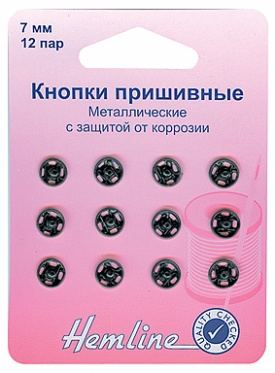 7 мм
12 пар
Кнопки пришивные
Металлические
с защитой от коррозии
Hemline
QUALITY CHECKED